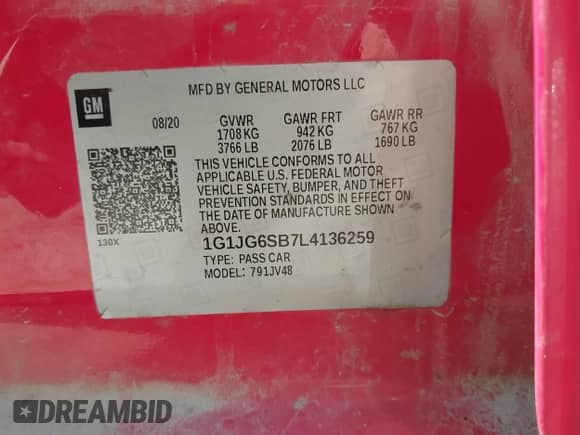 MFD BY GENERAL MOTORS LLC
GM
08/20 GVWR GAWR FRT GAWR RR
1708 KG 942 KG 767 KG
3766 LB 2076 LB 1690 LB
THIS VEHICLE CONFORMS TO ALL
APPLICABLE U.S. FEDERAL MOTOR
VEHICLE SAFETY, BUMPER, AND THEFT
PREVENTION STANDARDS IN EFFECT ON
THE DATE OF MANUFACTURE SHOWN
ABOVE.
130X
1G1JG6SB7L4136259
TYPE: PASS CAR
MODEL: 791JV48
DREAMBID